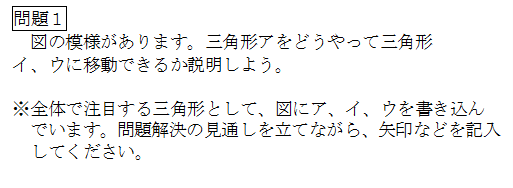 問題１
図の模様があります。三角形アをどうやって三角形
イ、ウに移動できるか説明しよう。
※全体で注目する三角形として、図にア、イ、ウを書き込ん
でいます。問題解決の見通しを立てながら、矢印などを記入
してください。